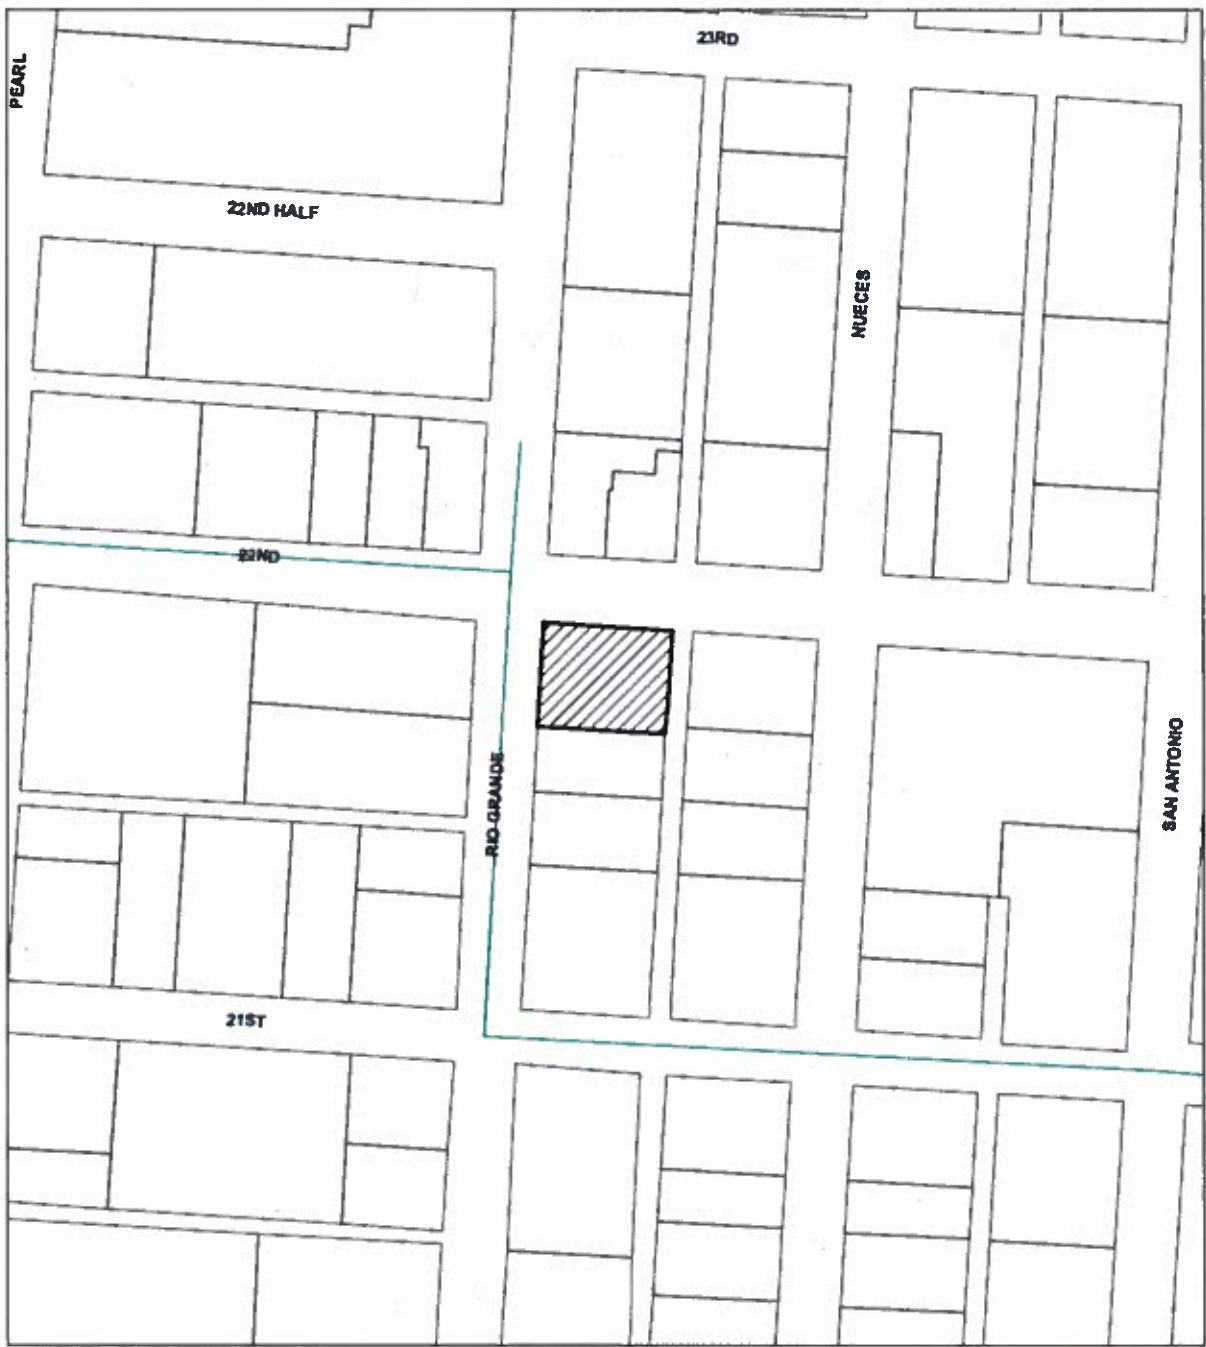 23RD
PEARL
22ND HALF
NUECES
22ND
SAN ANTONIO
RIO GRANDE
21ST